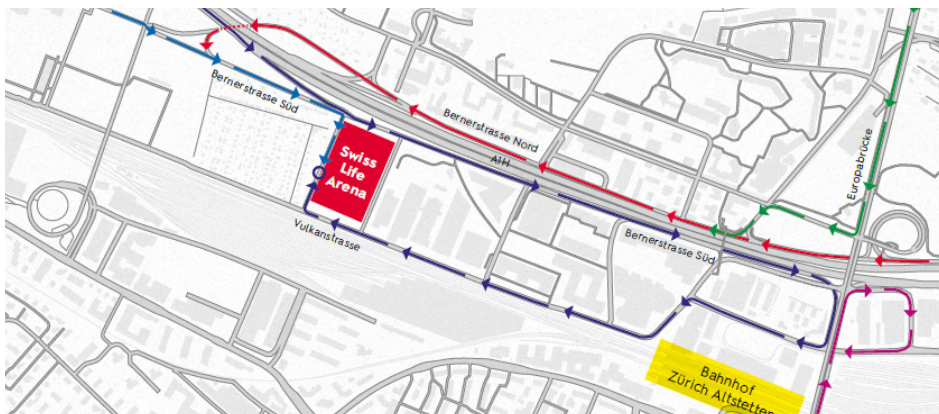 Bernerstrasse Süd
Swiss
Life
Arena
Bernerstrasse Nord
A1H
Europabrücke
Vulkanstrasse
Bernerstrasse Süd
Bahnhof
Zürich Altstetten